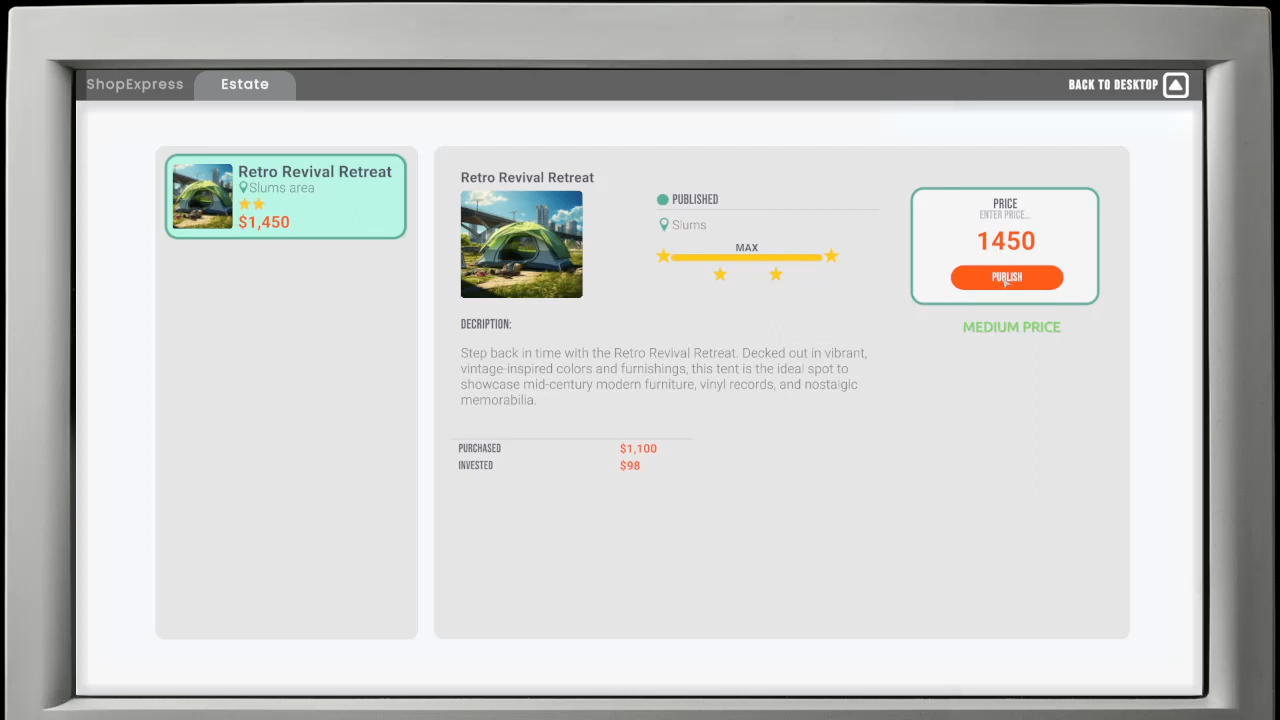 ShopExpress
Estate
BACK TO DESKTOP
Retro Revival Retreat
Slums area
$1,450
Retro Revival Retreat
PUBLISHED
Slums
MAX
PRICE
ENTER PRICE...
1450
PUBLISH
MEDIUM PRICE
DECRIPTION:
Step back in time with the Retro Revival Retreat. Decked out in vibrant,
vintage-inspired colors and furnishings, this tent is the ideal spot to
showcase mid-century modern furniture, vinyl records, and nostalgic
memorabilia.
PURCHASED $1,100
INVESTED $98